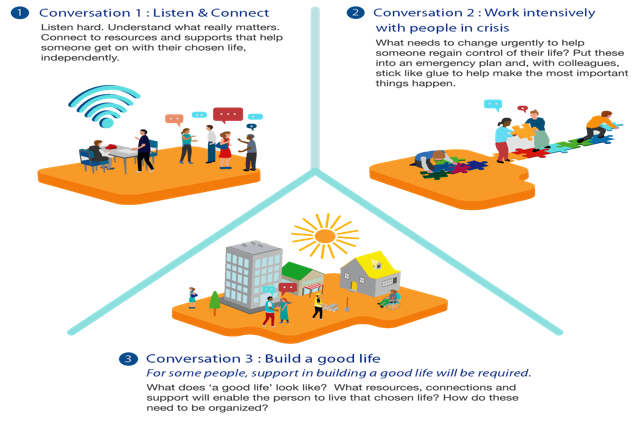 1 Conversation 1 : Listen & Connect
Listen hard. Understand what really matters.
Connect to resources and supports that help
someone get on with their chosen life,
independently.
2 Conversation 2 : Work intensively
with people in crisis
What needs to change urgently to help
someone regain control of their life? Put these
into an emergency plan and, with colleagues,
stick like glue to help make the most important
things happen.
3 Conversation 3 : Build a good life
For some people, support in building a good life will be required.
What does ‘a good life’ look like? What resources, connections and
support will enable the person to live that chosen life? How do these
need to be organized?